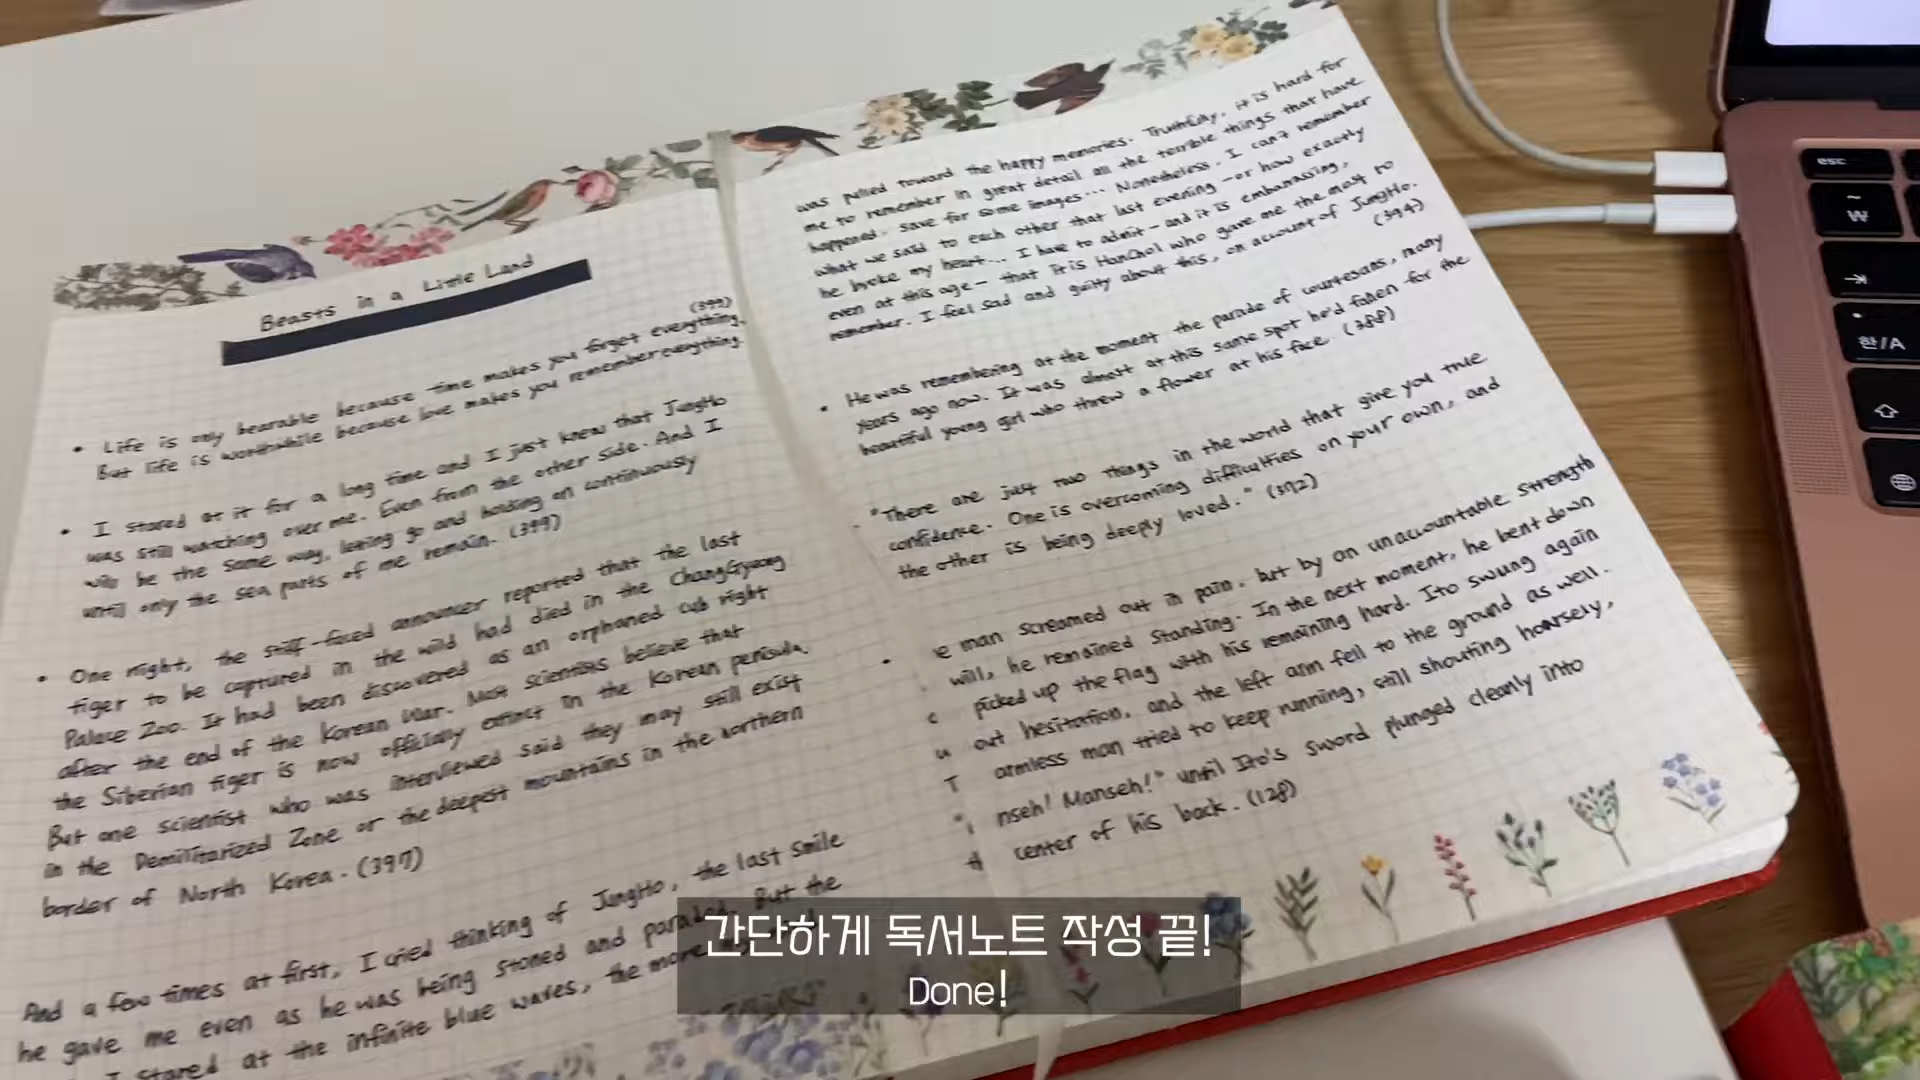 Beasts in a Little Land
(399)
• Life is only bearable because time makes you forget everything.
But life is worthwhile because love makes you remember everything.
• I stared at it for a long time and I just knew that JungHo
was still watching over me. Even from the other side. And I
will be the same way, letting go and holding on continuously
until only the sea parts of me remain. (399)
• One night, the stiff-faced announcer reported that the last
tiger to be captured in the wild had died in the ChangGyeong
Palace Zoo. It had been discovered as an orphaned cub right
after the end of the Korean War. Most scientists believe that
the Siberian tiger is now officially extinct in the Korean penisula.
But one scientist who was interviewed said they may still exist
in the Demilitarized Zone or the deepest mountains in the northern
border of North Korea. (397)
And a few times at first, I cried thinking of JungHo, the last smile
he gave me even as he was being stoned and paraded. But the
I stared at the infinite blue waves, the more my
was pulled toward the happy memories. Truthfully, it is hard for
me to remember in great detail all the terrible things that have
happened, save for some images... Nonetheless, I can't remember
what we said to each other that last evening - or how exactly
he broke my heart... I have to admit - and it is embarrassing,
even at this age - that it is HanChol who gave me the most to
remember. I feel sad and guilty about this, on account of JungHo.
(394)
• He was remembering at the moment the parade of courtesans, many
years ago now. It was almost at this same spot he'd fallen for the
beautiful young girl who threw a flower at his face. (388)
• "There are just two things in the world that give you true
confidence. One is overcoming difficulties on your own, and
the other is being deeply loved." (372)
• e man screamed out in pain, but by an unaccountable strength
will, he remained standing. In the next moment, he bent down
c picked up the flag with his remaining hard. Ito swung again
u out hesitation, and the left arm fell to the ground as well.
T armless man tried to keep running, still shouting hoarsely,
nseh! Manseh!" until Ito's sword plunged cleanly into
th center of his back. (128)
esc
~
₩
한/A
간단하게 독서노트 작성 끝!
Done!